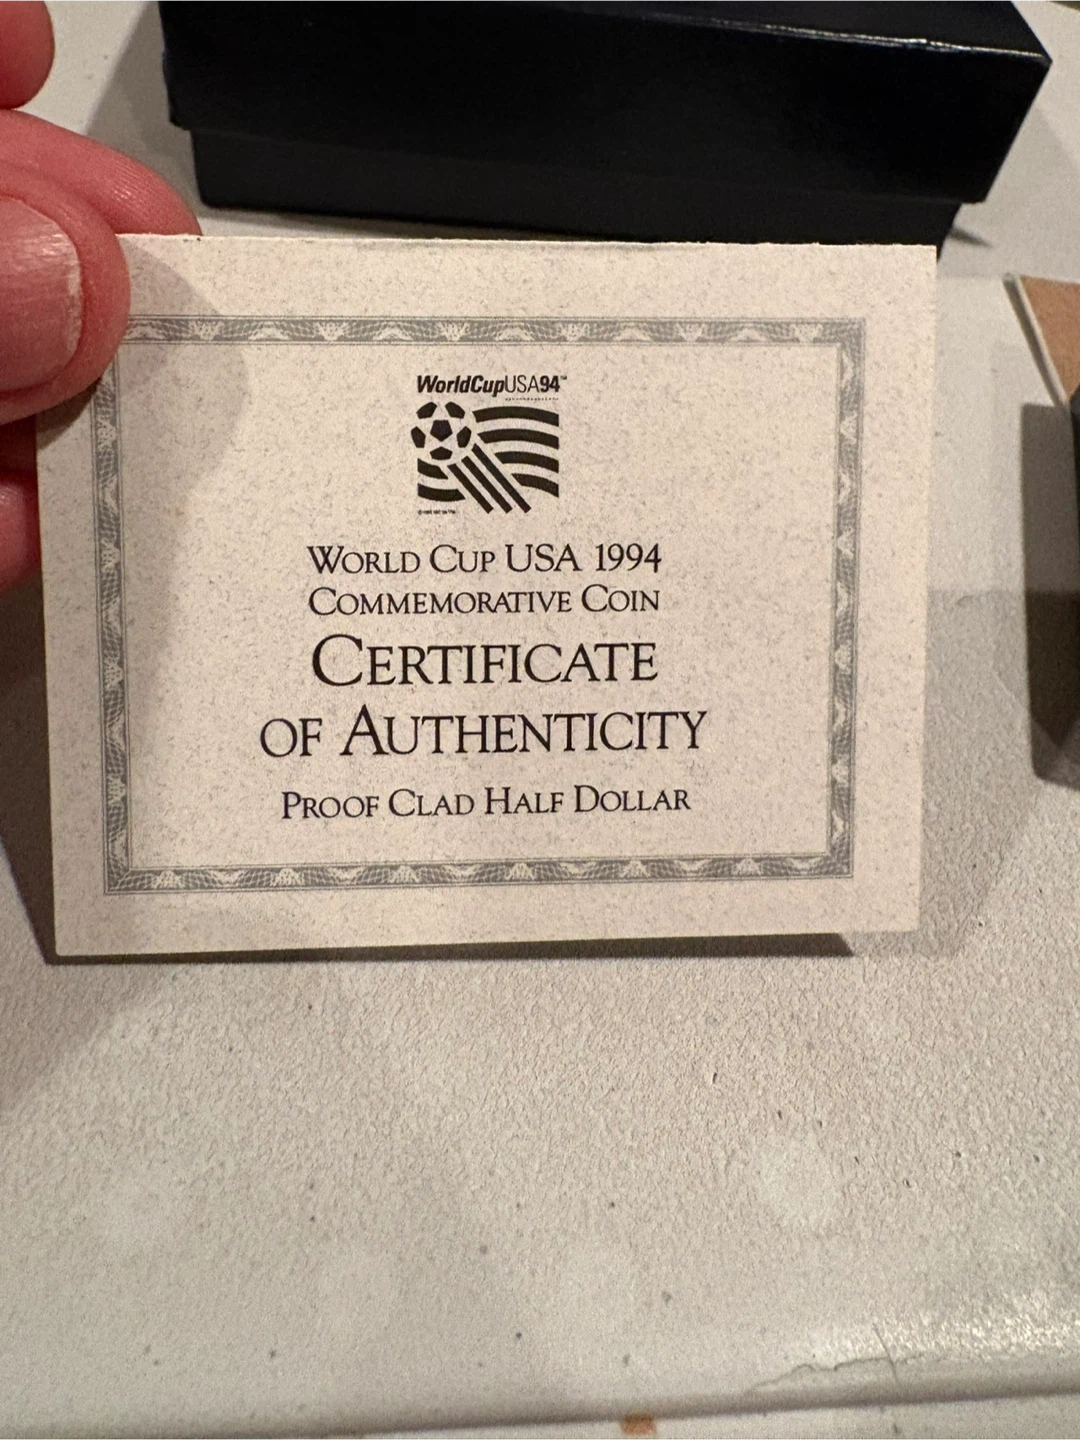 WorldCupUSA94™
WORLD CUP USA 1994
COMMEMORATIVE COIN
CERTIFICATE
OF AUTHENTICITY
PROOF CLAD HALF DOLLAR